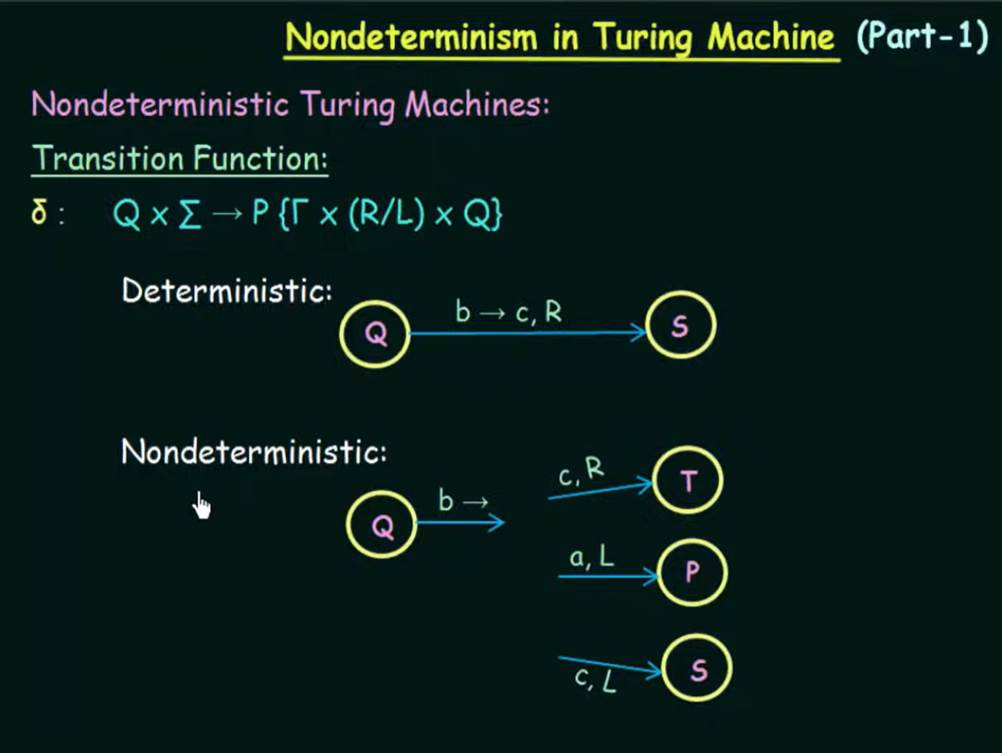 Nondeterminism in Turing Machine (Part-1)
Nondeterministic Turing Machines:
Transition Function:
δ : Q x Σ → P {Γ x (R/L) x Q}
Deterministic:
Q
b → c, R
S
Nondeterministic:
Q
b →
c, R
T
a, L
P
c, L
S